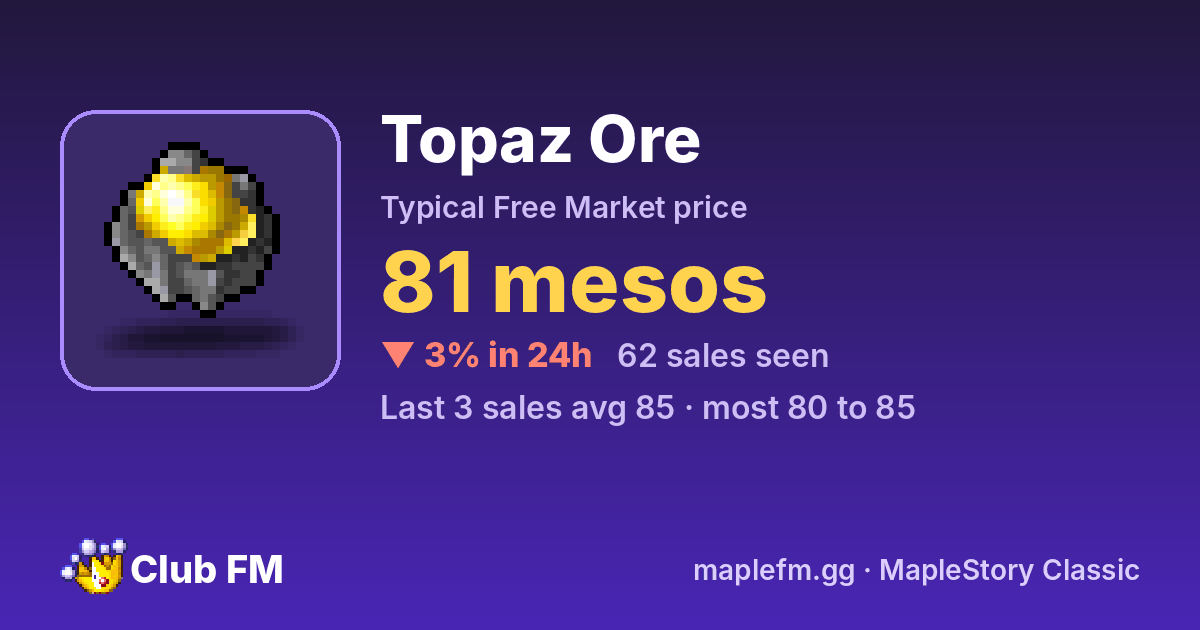 Topaz Ore
Typical Free Market price
81 mesos
▼ 3% in 24h 62 sales seen
Last 3 sales avg 85 · most 80 to 85
Club FM
maplefm.gg · MapleStory Classic